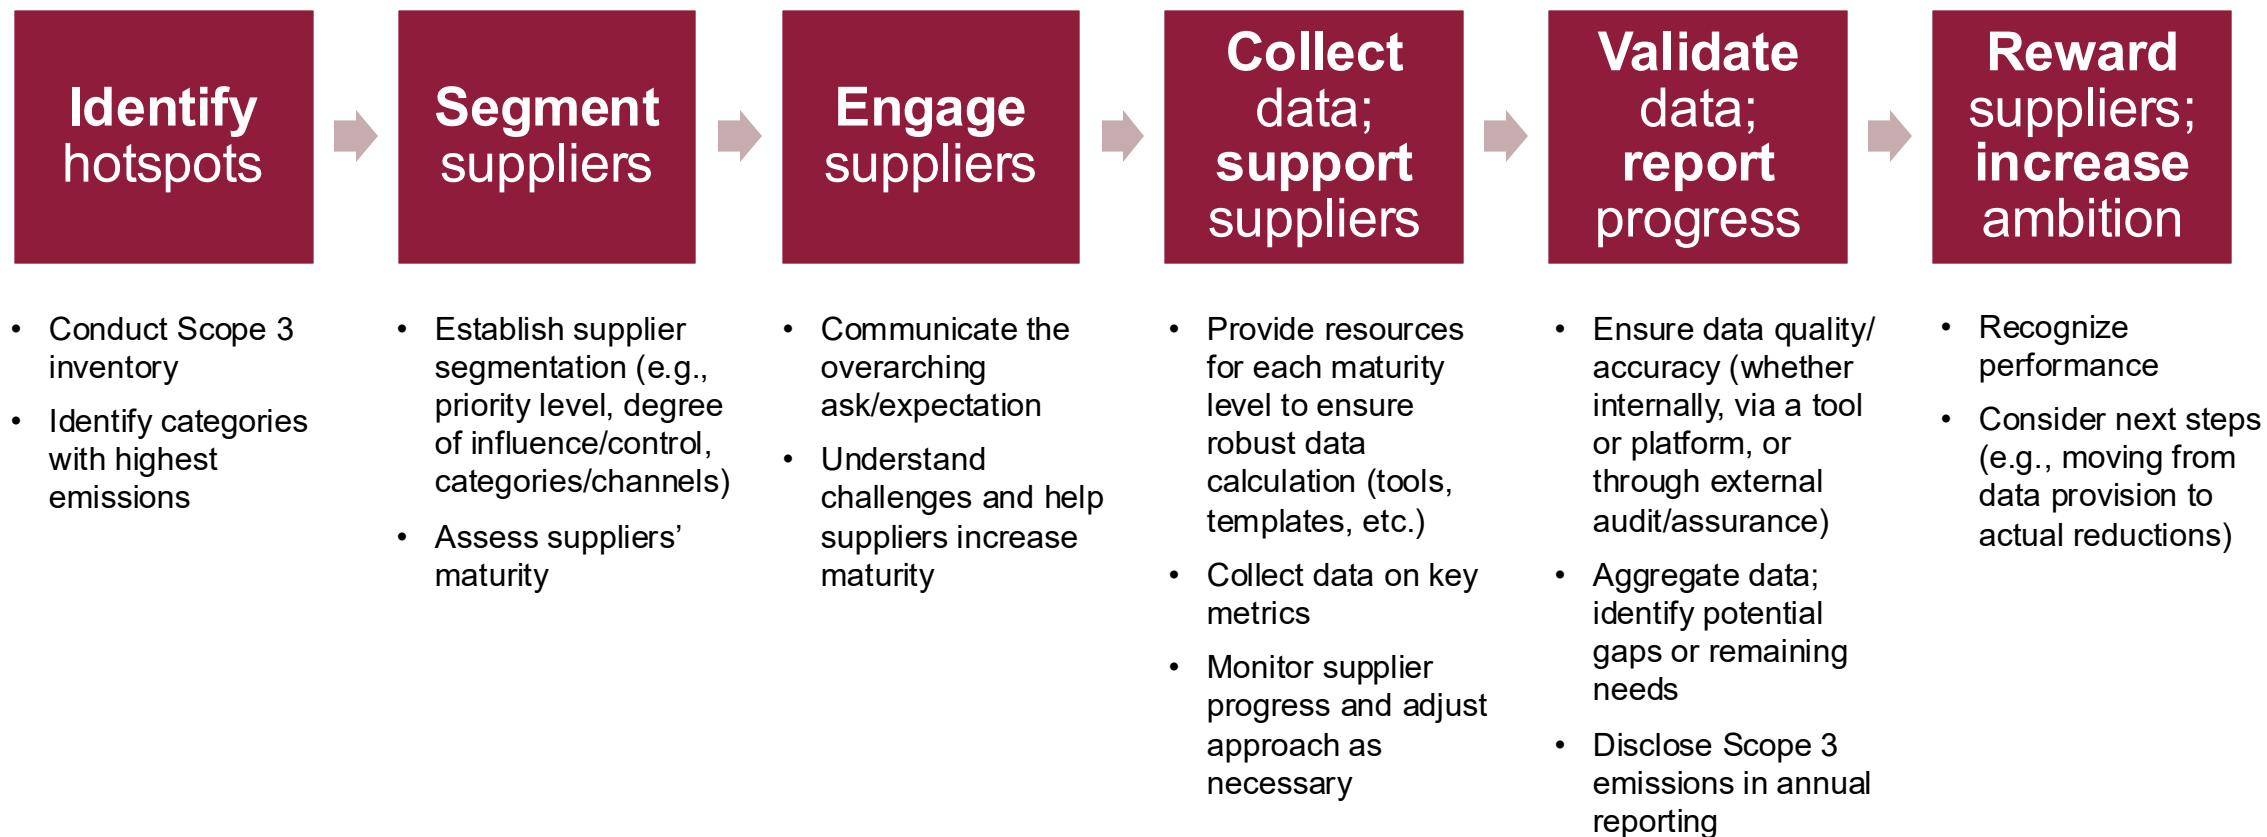 Identify
hotspots
Segment
suppliers
Engage
suppliers
Collect
data;
support
suppliers
Validate
data;
report
progress
Reward
suppliers;
increase
ambition
• Conduct Scope 3
inventory
• Identify categories
with highest
emissions
• Establish supplier
segmentation (e.g.,
priority level, degree
of influence/control,
categories/channels)
• Assess suppliers’
maturity
• Communicate the
overarching
ask/expectation
• Understand
challenges and help
suppliers increase
maturity
• Provide resources
for each maturity
level to ensure
robust data
calculation (tools,
templates, etc.)
• Collect data on key
metrics
• Monitor supplier
progress and adjust
approach as
necessary
• Ensure data quality/
accuracy (whether
internally, via a tool
or platform, or
through external
audit/assurance)
• Aggregate data;
identify potential
gaps or remaining
needs
• Disclose Scope 3
emissions in annual
reporting
• Recognize
performance
• Consider next steps
(e.g., moving from
data provision to
actual reductions)